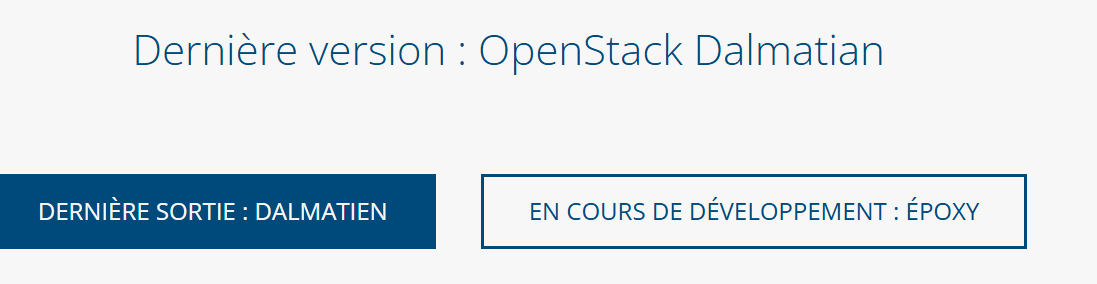 Dernière version : OpenStack Dalmatian
DERNIÈRE SORTIE : DALMATIEN
EN COURS DE DÉVELOPPEMENT : ÉPOXY